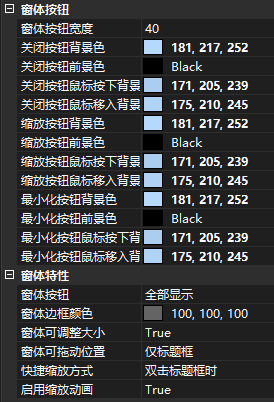 窗体按钮
窗体按钮宽度 40
关闭按钮背景色 181, 217, 252
关闭按钮前景色 Black
关闭按钮鼠标按下背景 171, 205, 239
关闭按钮鼠标移入背景 175, 210, 245
缩放按钮背景色 181, 217, 252
缩放按钮前景色 Black
缩放按钮鼠标按下背景 171, 205, 239
缩放按钮鼠标移入背景 175, 210, 245
最小化按钮背景色 181, 217, 252
最小化按钮前景色 Black
最小化按钮鼠标按下背 171, 205, 239
最小化按钮鼠标移入背 175, 210, 245
窗体特性
窗体按钮 全部显示
窗体边框颜色 100, 100, 100
窗体可调整大小 True
窗体可拖动位置 仅标题框
快捷缩放方式 双击标题框时
启用缩放动画 True